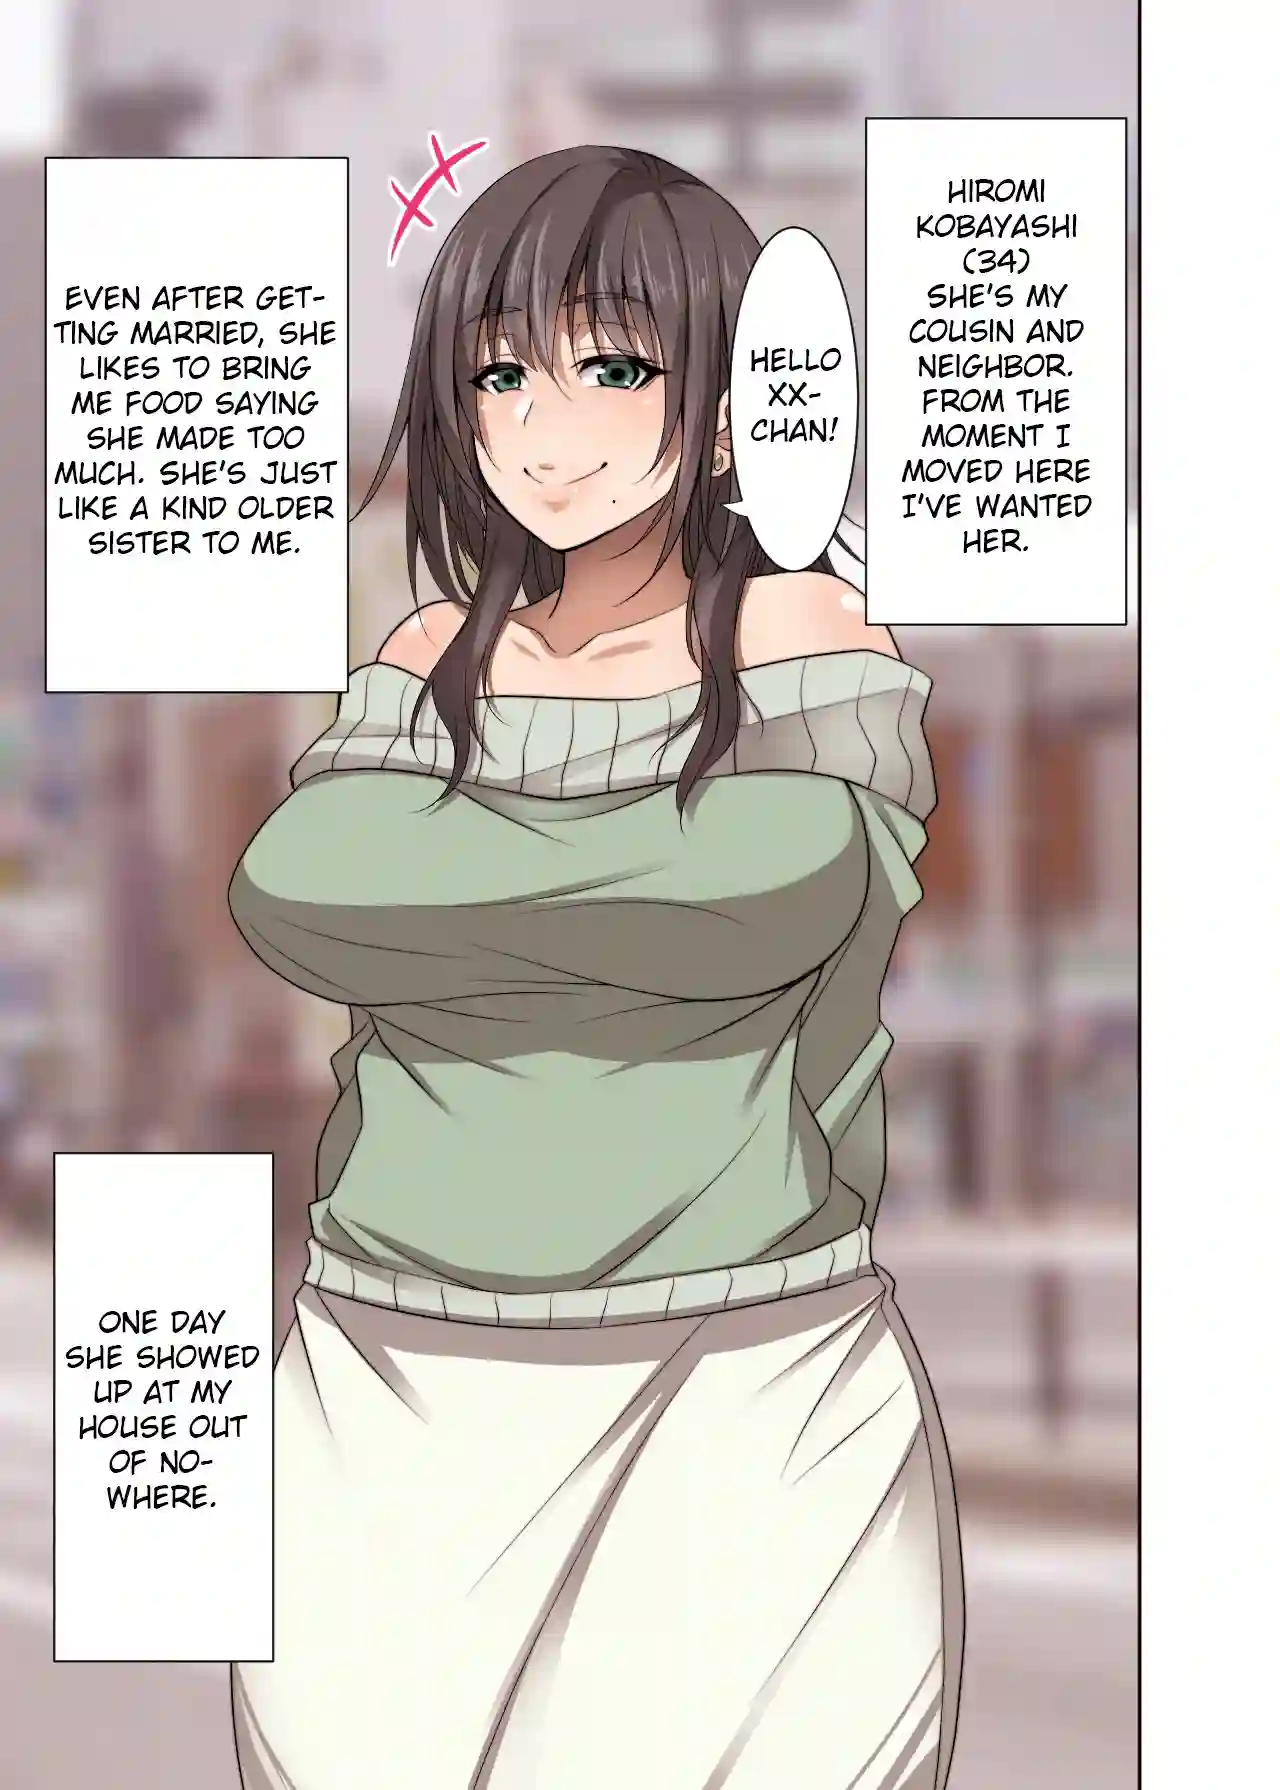 HIROMI
KOBAYASHI
(34)
SHE'S MY
COUSIN AND
NEIGHBOR.
FROM THE
MOMENT I
MOVED HERE
I'VE WANTED
HER.
HELLO
XX-
CHAN!
EVEN AFTER GET-
TING MARRIED, SHE
LIKES TO BRING
ME FOOD SAYING
SHE MADE TOO
MUCH. SHE'S JUST
LIKE A KIND OLDER
SISTER TO ME.
ONE DAY
SHE SHOWED
UP AT MY
HOUSE OUT
OF NO-
WHERE.